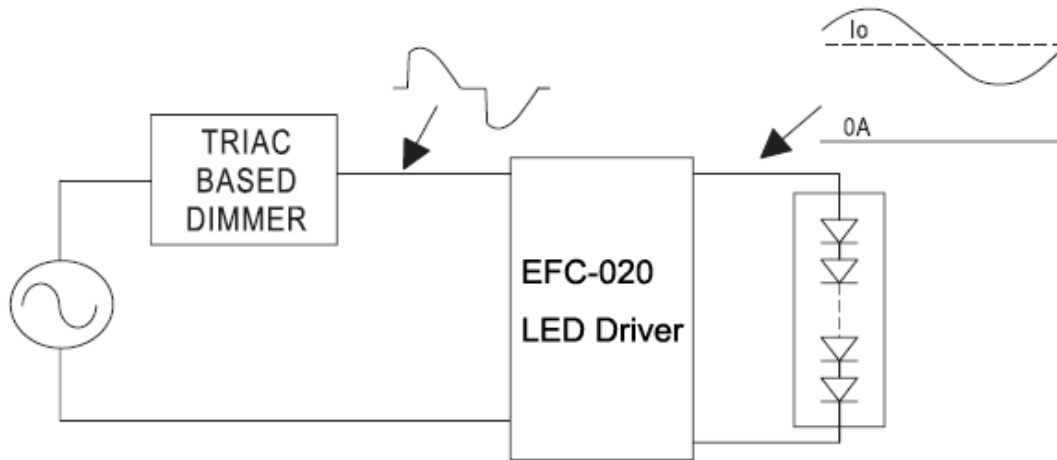 Io
0A
TRIAC
BASED
DIMMER
EFC-020
LED Driver